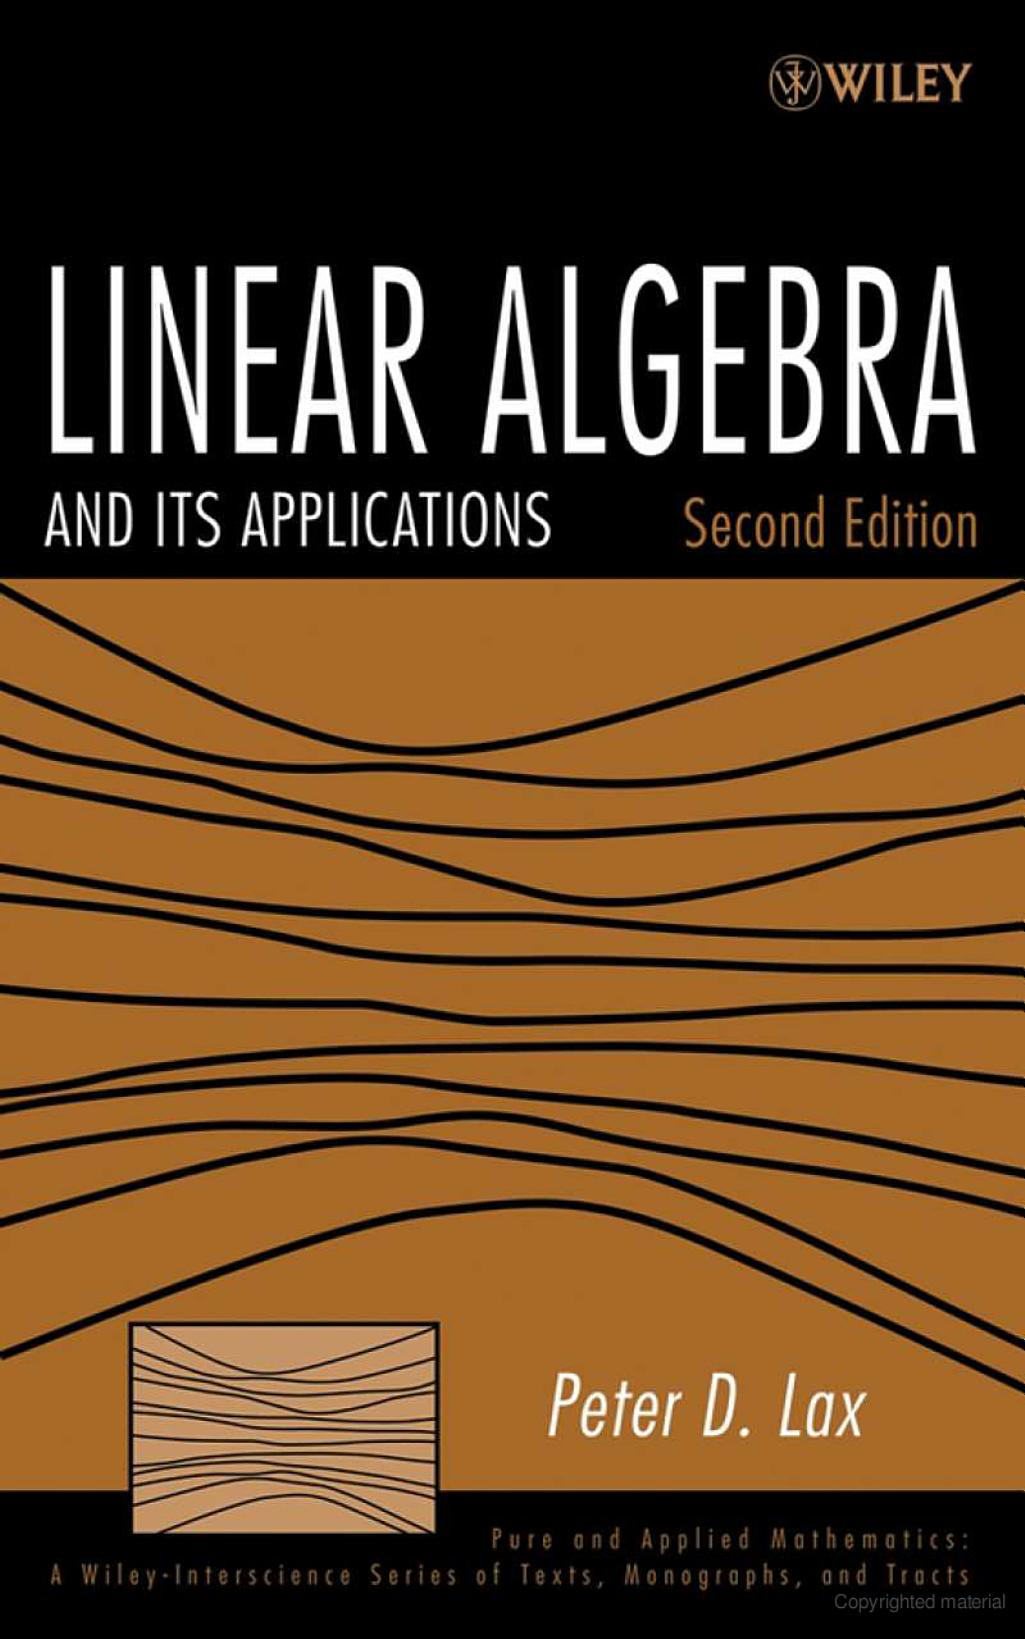 WILEY
LINEAR ALGEBRA
AND ITS APPLICATIONS
Second Edition
Peter D. Lax
Pure and Applied Mathematics:
A Wiley-Interscience Series of Texts, Monographs, and Tracts
Copyrighted material